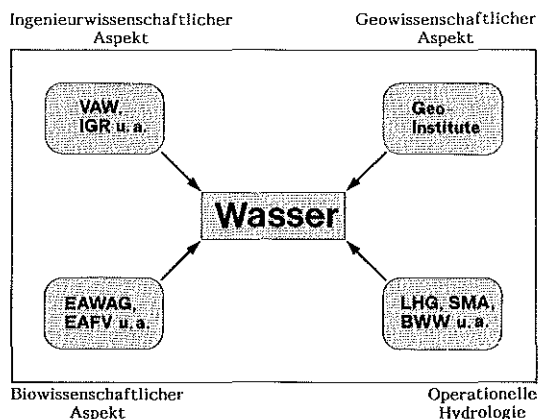 Ingenieurwissenschaftlicher
Aspekt
Geowissenschaftlicher
Aspekt
VAW,
IGR u. a.
Geo-
Institute
Wasser
EAWAG,
EAFV u. a.
LHG, SMA,
BWW u. a.
Biowissenschaftlicher
Aspekt
Operationelle
Hydrologie